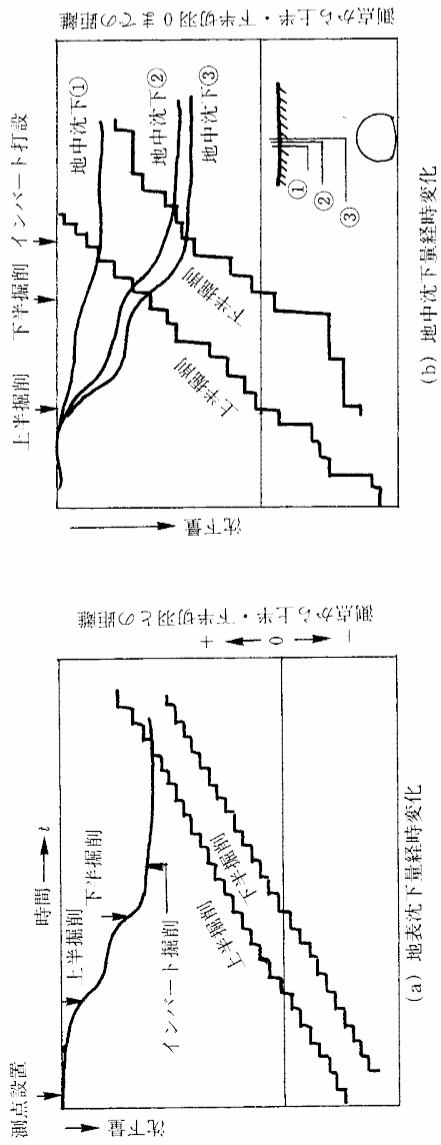 測点設置
時間 → t
上半掘削
下半掘削
インバート掘削
上半掘削
下半掘削
沈下量
測点から上半・下半切羽との距離
+ ← 0 → −
(a) 地表沈下量経時変化
上半掘削
下半掘削
インバート打設
地中沈下①
地中沈下②
地中沈下③
上半掘削
下半掘削
沈下量
測点から上半・下半切羽0までの距離
①
②
③
(b) 地中沈下量経時変化